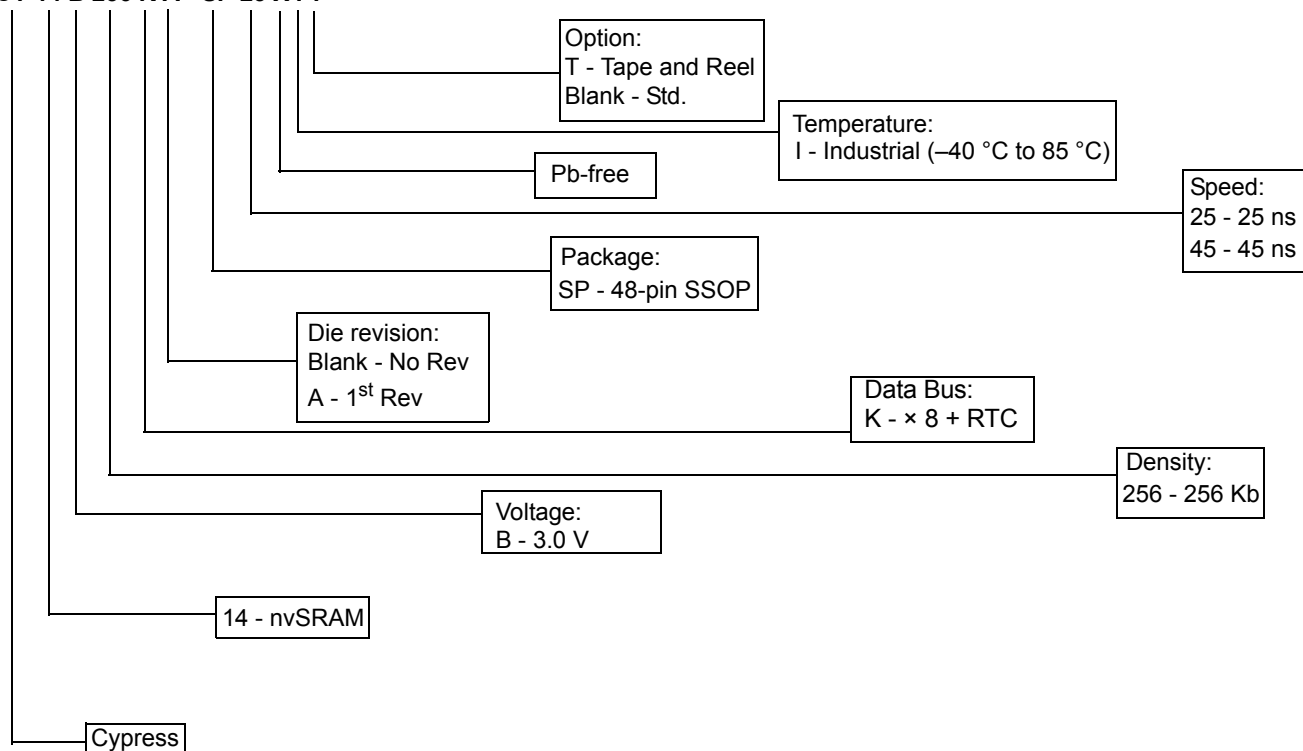 Option:
T - Tape and Reel
Blank - Std.
Temperature:
I - Industrial (–40 °C to 85 °C)
Pb-free
Speed:
25 - 25 ns
45 - 45 ns
Package:
SP - 48-pin SSOP
Die revision:
Blank - No Rev
A - 1st Rev
Data Bus:
K - × 8 + RTC
Density:
256 - 256 Kb
Voltage:
B - 3.0 V
14 - nvSRAM
Cypress